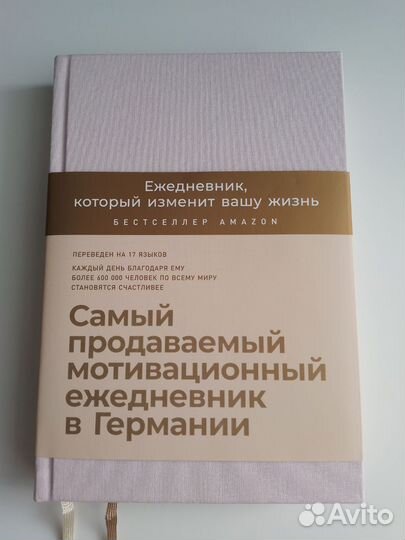 Ежедневник,
который изменит вашу жизнь
БЕСТСЕЛЛЕР AMAZON
ПЕРЕВЕДЕН НА 17 ЯЗЫКОВ
КАЖДЫЙ ДЕНЬ БЛАГОДАРЯ ЕМУ
БОЛЕЕ 600 000 ЧЕЛОВЕК ПО ВСЕМУ МИРУ
СТАНОВЯТСЯ СЧАСТЛИВЕЕ
Самый
продаваемый
мотивационный
ежедневник
в Германии
Avito